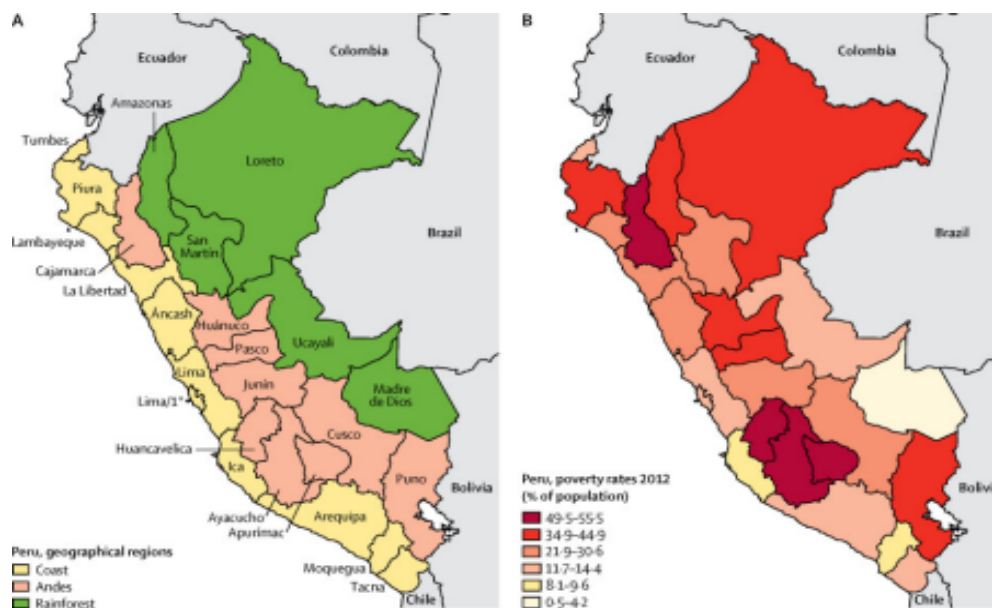 A
Ecuador
Colombia
Amazonas
Tumbes
Loreto
Piura
Brazil
Lambayeque
San
Martín
Cajamarca
La Libertad
Áncash
Huánuco
Ucayali
Pasco
Lima
Junín
Madre
de Dios
Lima/1*
Cusco
Huancavelica
Ica
Puno
Bolivia
Ayacucho
Apurímac
Arequipa
Peru, geographical regions
Coast
Andes
Rainforest
Moquegua
Tacna
Chile
B
Ecuador
Colombia
Brazil
Peru, poverty rates 2012
(% of population)
49·5–55·5
34·9–44·9
21·9–30·6
11·7–14·4
8·1–9·6
0·5–4·2
Bolivi
Chile